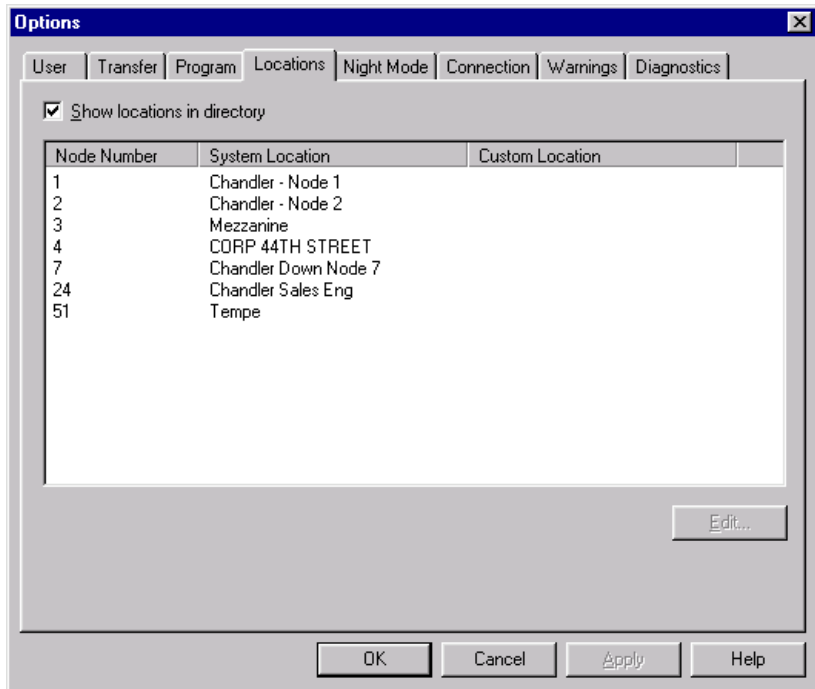 Options
User Transfer Program Locations Night Mode Connection Warnings Diagnostics
Show locations in directory
Node Number System Location Custom Location
1 Chandler - Node 1
2 Chandler - Node 2
3 Mezzanine
4 CORP 44TH STREET
7 Chandler Down Node 7
24 Chandler Sales Eng
51 Tempe
Edit...
OK Cancel Apply Help